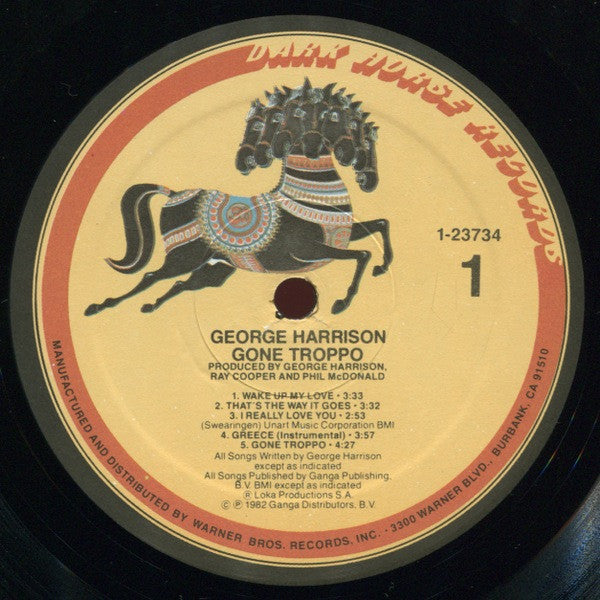 DARK HORSE RECORDS
1-23734
1
GEORGE HARRISON
GONE TROPPO
PRODUCED BY GEORGE HARRISON,
RAY COOPER AND PHIL McDONALD
1. WAKE UP MY LOVE • 3:33
2. THAT'S THE WAY IT GOES • 3:32
3. I REALLY LOVE YOU • 2:53
(Swearingen) Unart Music Corporation BMI
4. GREECE (Instrumental) • 3:57
5. GONE TROPPO • 4:27
All Songs Written by George Harrison
except as indicated
All Songs Published by Ganga Publishing,
B.V. BMI except as indicated
® Loka Productions S.A.
© ℗ 1982 Ganga Distributors, B.V.
MANUFACTURED AND DISTRIBUTED BY WARNER BROS. RECORDS, INC. • 3300 WARNER BLVD., BURBANK, CA 91510